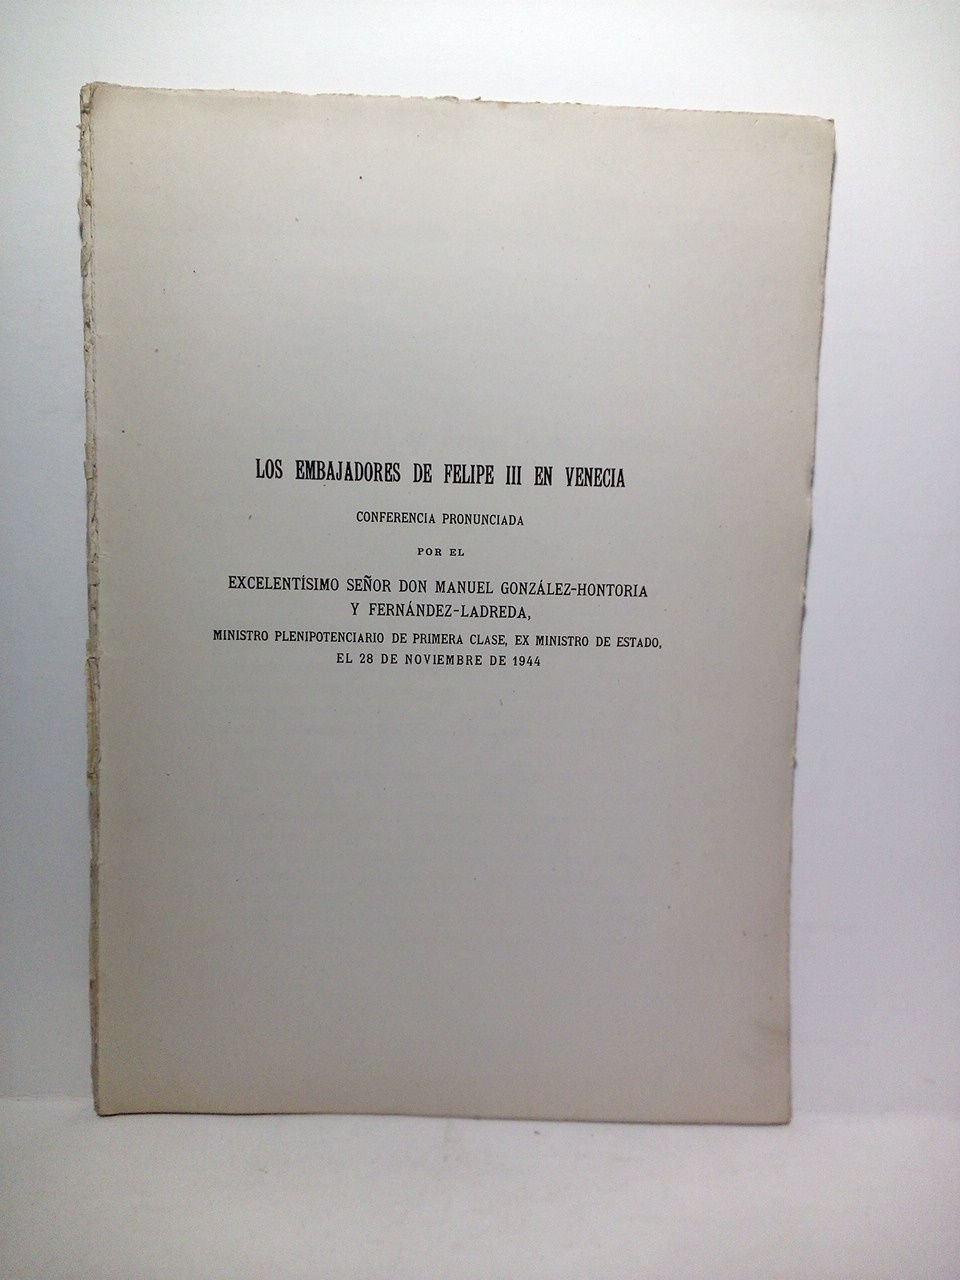 LOS EMBAJADORES DE FELIPE III EN VENECIA
CONFERENCIA PRONUNCIADA
POR EL
EXCELENTÍSIMO SEÑOR DON MANUEL GONZÁLEZ-HONTORIA
Y FERNÁNDEZ-LADREDA,
MINISTRO PLENIPOTENCIARIO DE PRIMERA CLASE, EX MINISTRO DE ESTADO,
EL 28 DE NOVIEMBRE DE 1944